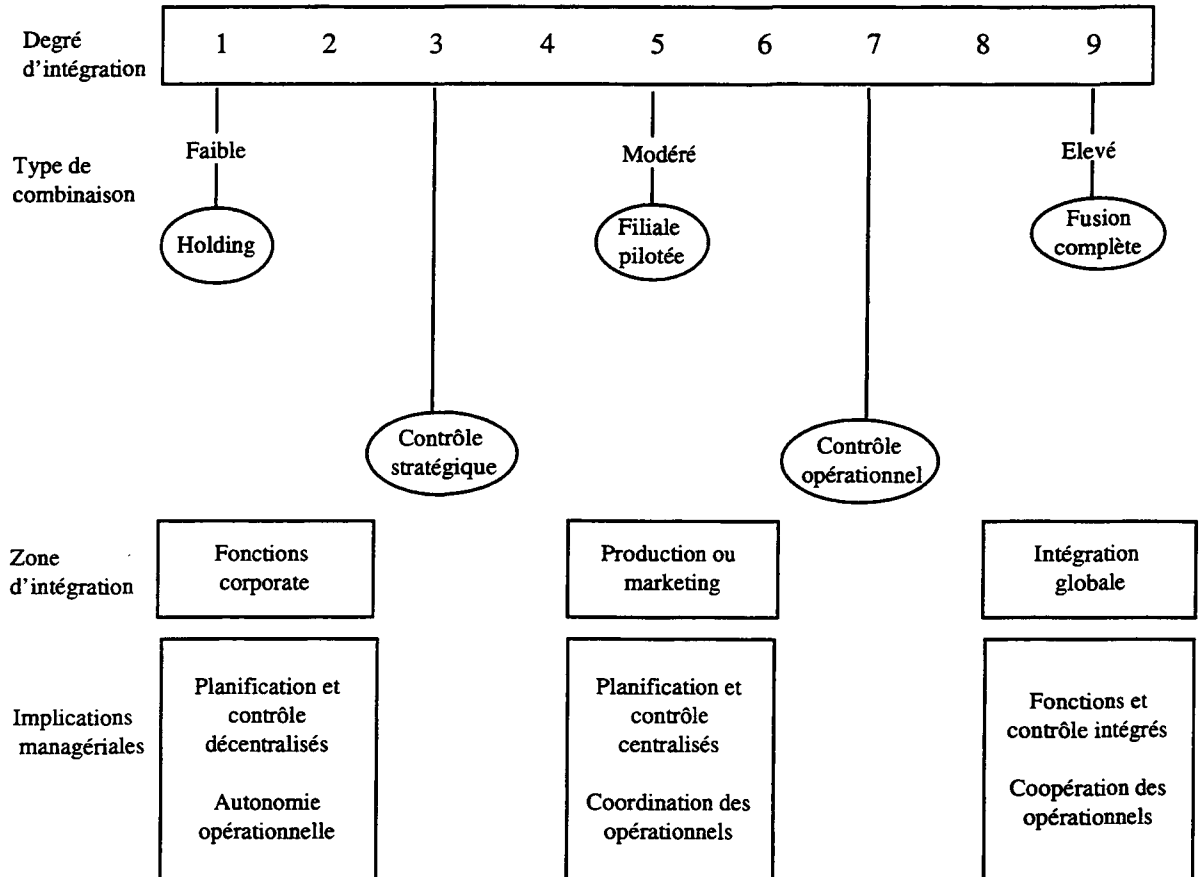 Degré
d'intégration
1 2 3 4 5 6 7 8 9
Type de
combinaison
Faible
Modéré
Elevé
Holding
Filiale
pilotée
Fusion
complète
Contrôle
stratégique
Contrôle
opérationnel
Zone
d'intégration
Fonctions
corporate
Production ou
marketing
Intégration
globale
Implications
managériales
Planification et
contrôle
décentralisés
Autonomie
opérationnelle
Planification et
contrôle
centralisés
Coordination des
opérationnels
Fonctions et
contrôle intégrés
Coopération des
opérationnels